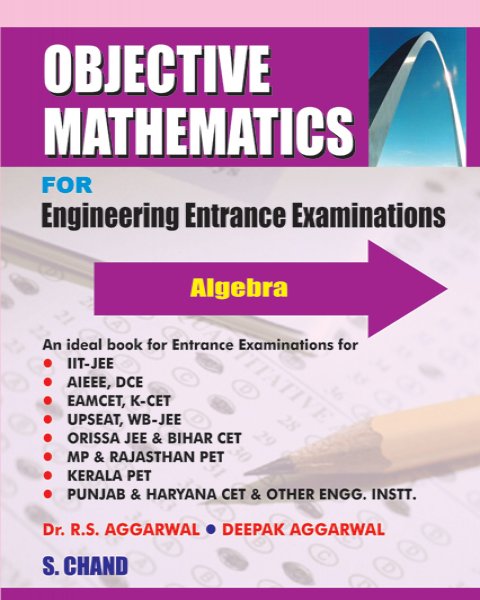 OBJECTIVE
MATHEMATICS
FOR
Engineering Entrance Examinations
Algebra
An ideal book for Entrance Examinations for
• IIT-JEE
• AIEEE, DCE
• EAMCET, K-CET
• UPSEAT, WB-JEE
• ORISSA JEE & BIHAR CET
• MP & RAJASTHAN PET
• KERALA PET
• PUNJAB & HARYANA CET & OTHER ENGG. INSTT.
Dr. R.S. AGGARWAL • DEEPAK AGGARWAL
S. CHAND